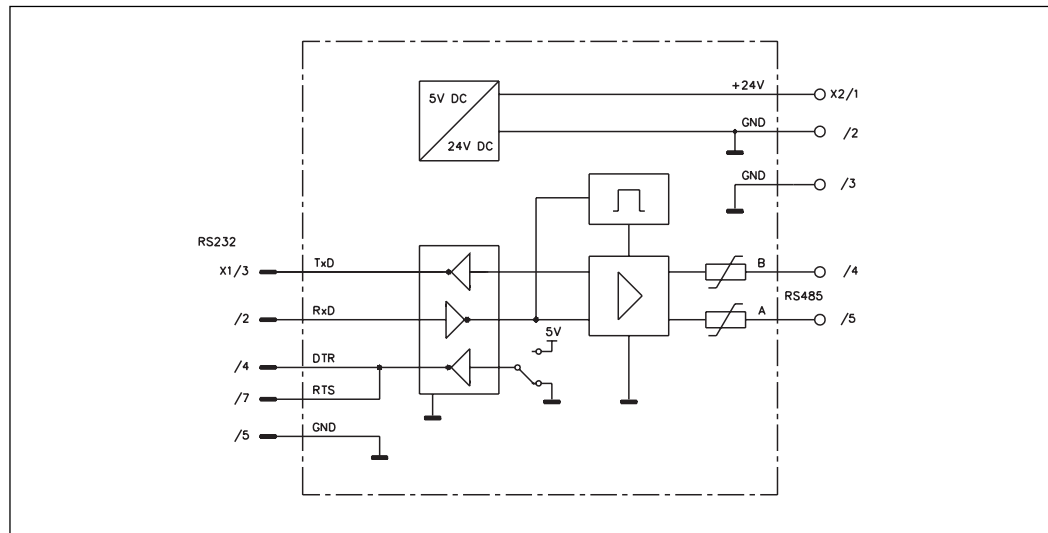 +24V
X2/1
5V DC
24V DC
GND
/2
GND
/3
RS232
X1/3
TxD
B
/4
RS485
/2
RxD
A
/5
5V
/4
DTR
/7
RTS
/5
GND